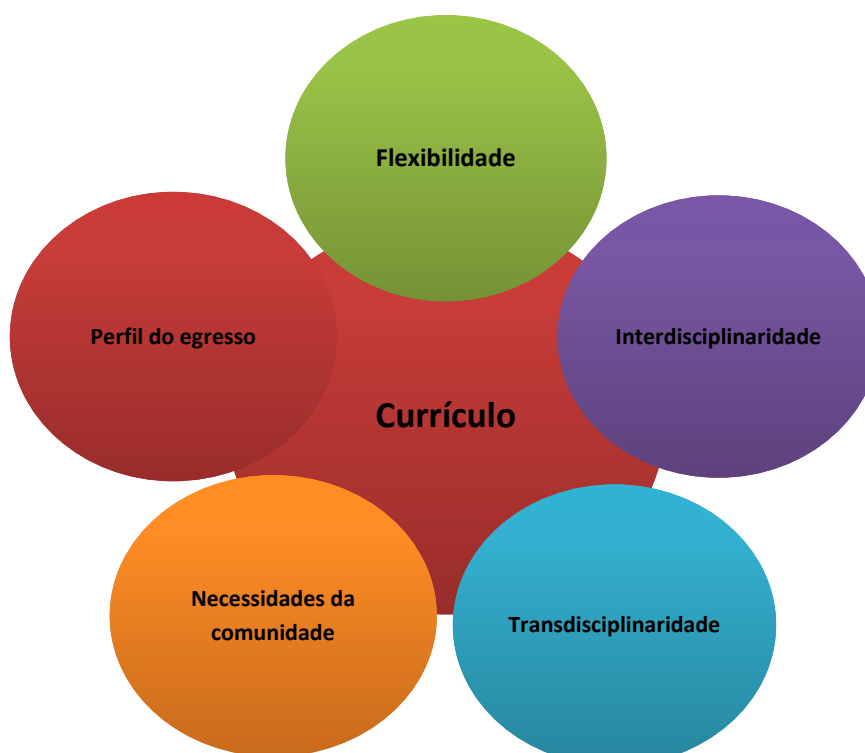 Flexibilidade
Perfil do egresso
Interdisciplinaridade
Currículo
Necessidades da
comunidade
Transdisciplinaridade